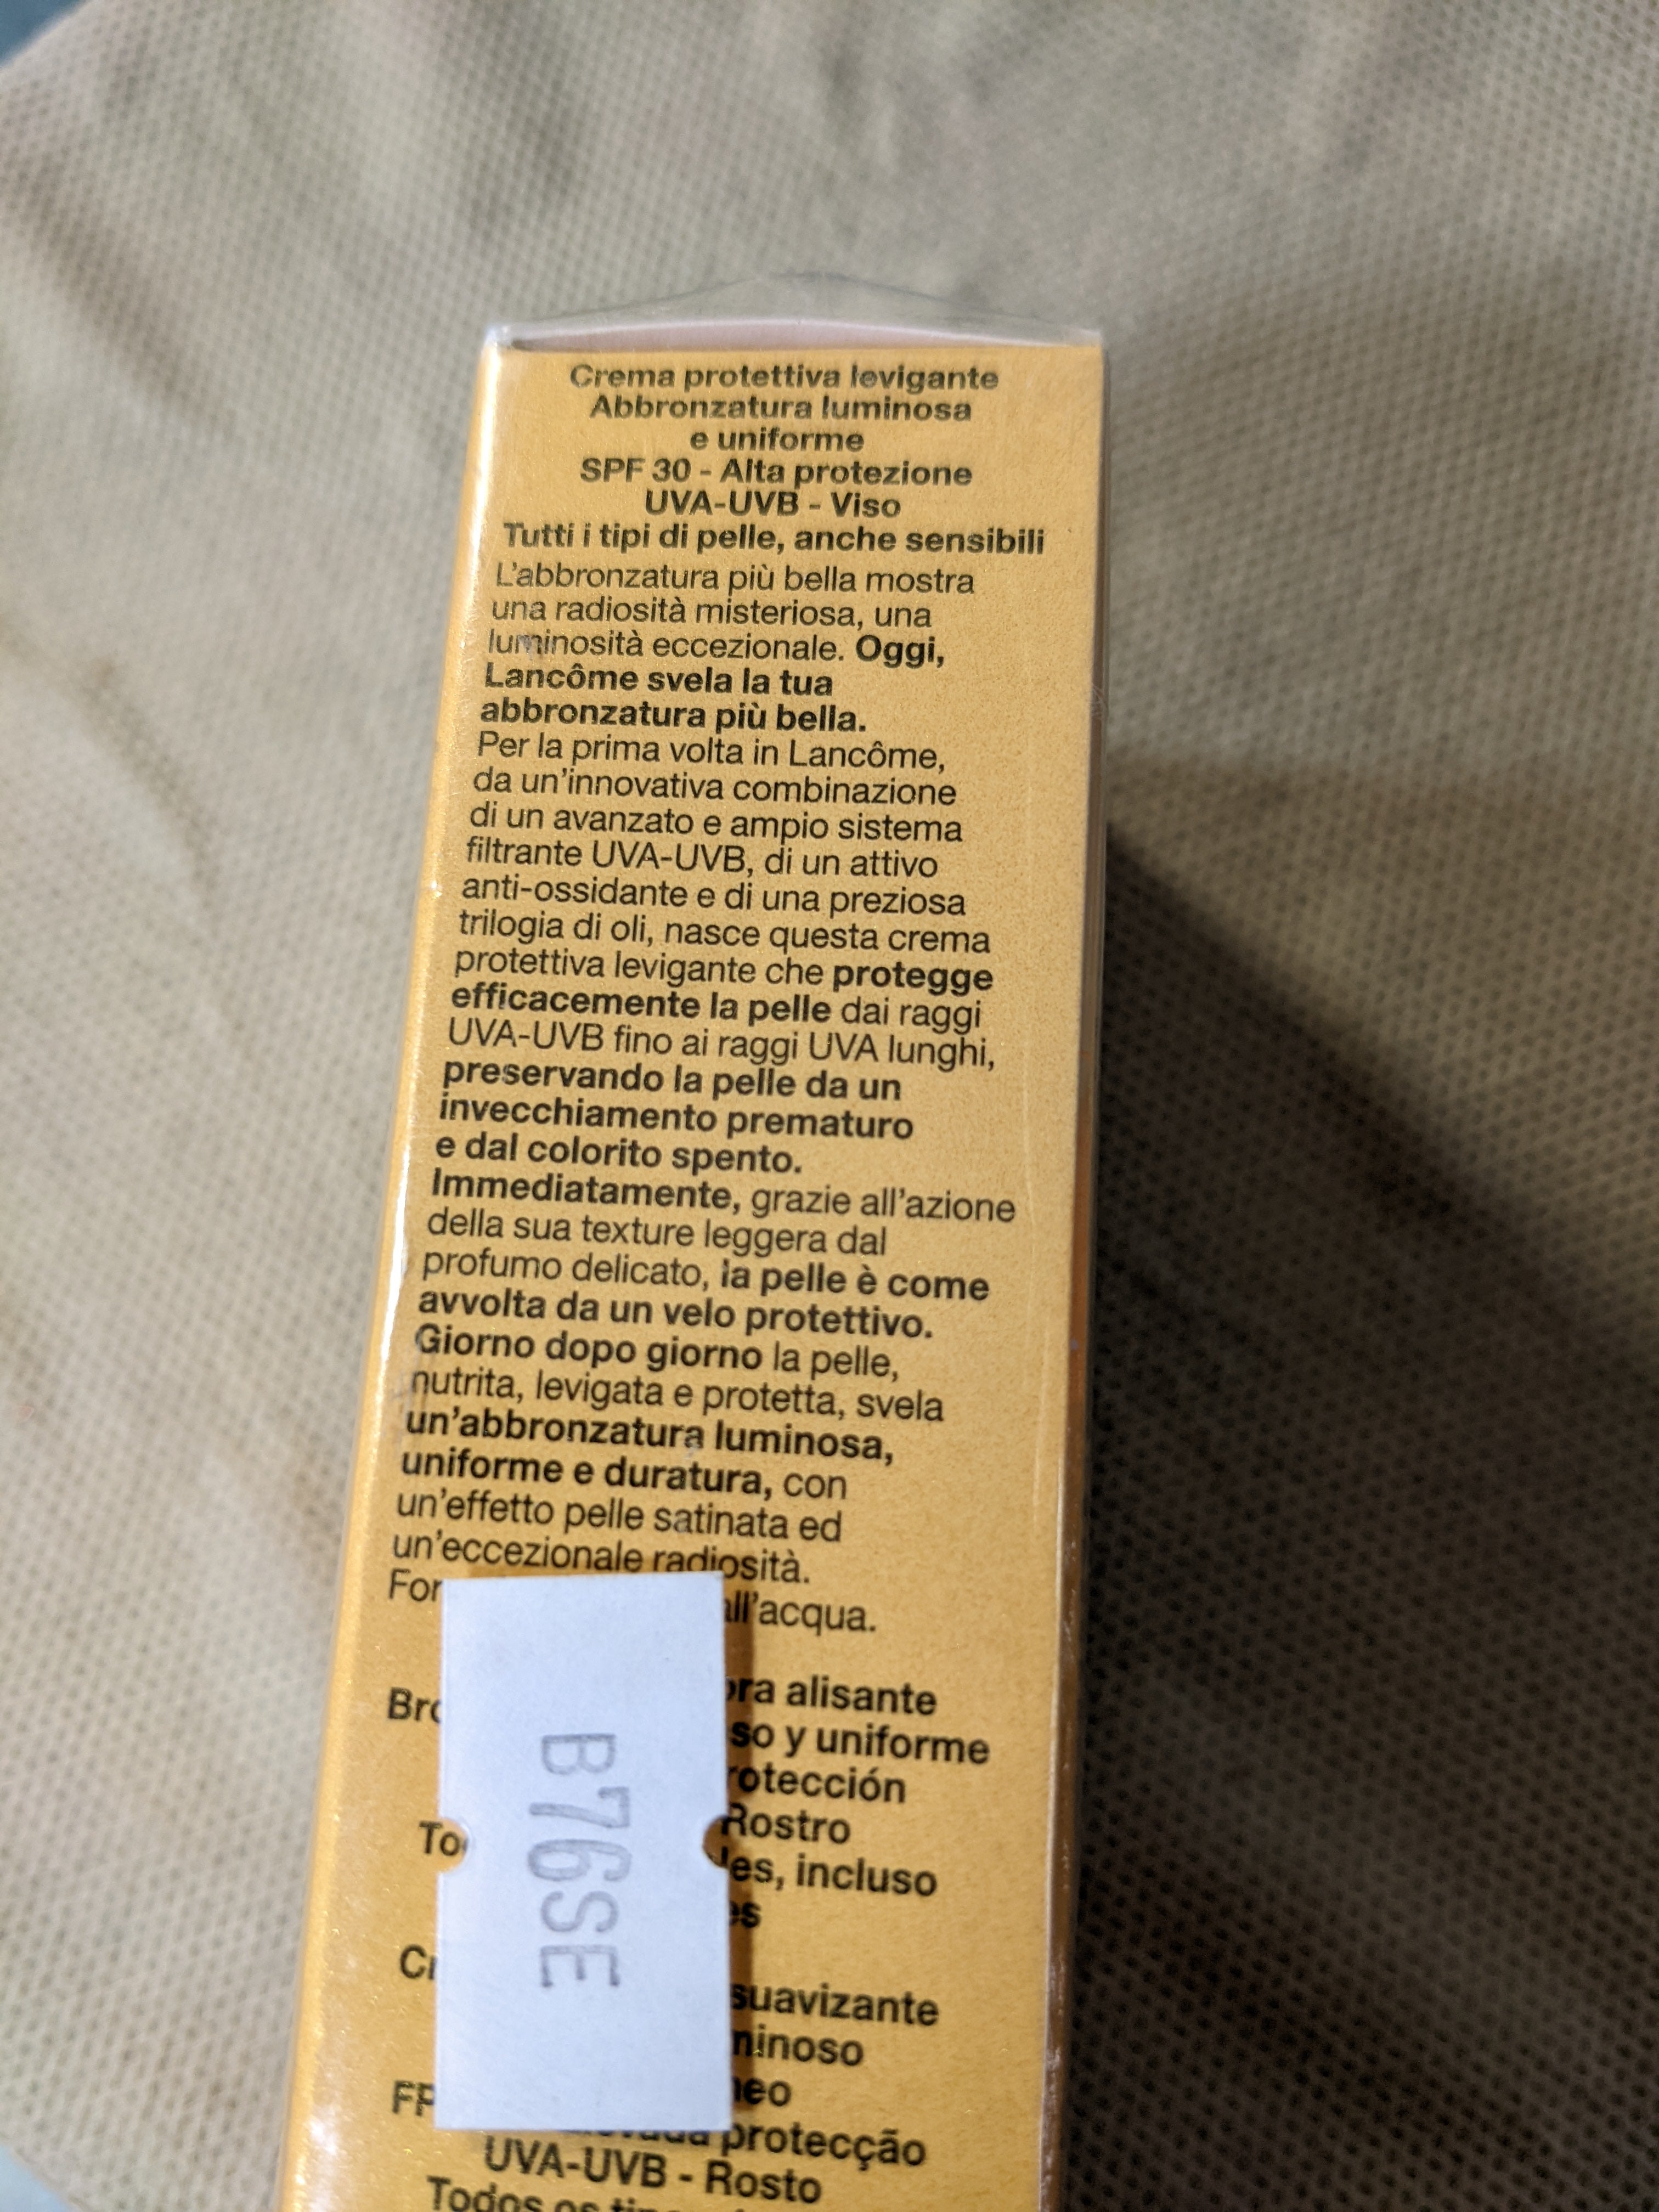 Crema protettiva levigante
Abbronzatura luminosa
e uniforme
SPF 30 - Alta protezione
UVA-UVB - Viso
Tutti i tipi di pelle, anche sensibili
L'abbronzatura più bella mostra
una radiosità misteriosa, una
luminosità eccezionale. Oggi,
Lancôme svela la tua
abbronzatura più bella.
Per la prima volta in Lancôme,
da un'innovativa combinazione
di un avanzato e ampio sistema
filtrante UVA-UVB, di un attivo
anti-ossidante e di una preziosa
trilogia di oli, nasce questa crema
protettiva levigante che protegge
efficacemente la pelle dai raggi
UVA-UVB fino ai raggi UVA lunghi,
preservando la pelle da un
invecchiamento prematuro
e dal colorito spento.
Immediatamente, grazie all'azione
della sua texture leggera dal
profumo delicato, la pelle è come
avvolta da un velo protettivo.
Giorno dopo giorno la pelle,
nutrita, levigata e protetta, svela
un'abbronzatura luminosa,
uniforme e duratura, con
un'effetto pelle satinata ed
un'eccezionale radiosità.
all'acqua.
alisante
y uniforme
Rostro
incluso
B76SE
suavizante
protecção
UVA-UVB - Rosto
Todos os